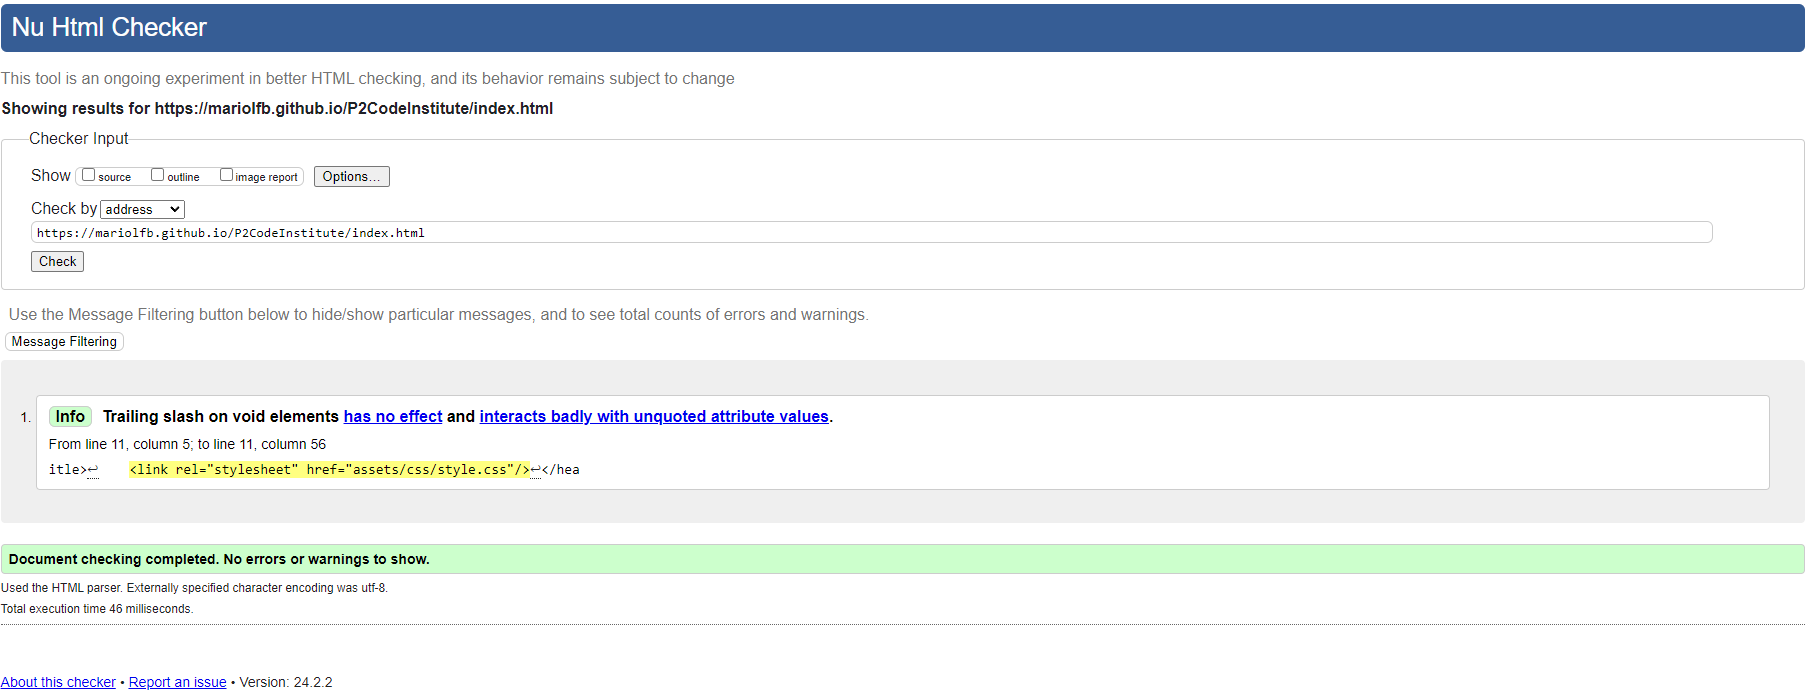 Nu Html Checker
This tool is an ongoing experiment in better HTML checking, and its behavior remains subject to change
Showing results for https://mariolfb.github.io/P2CodeInstitute/index.html
Checker Input
Show source outline image report Options...
Check by address
https://mariolfb.github.io/P2CodeInstitute/index.html
Check
Use the Message Filtering button below to hide/show particular messages, and to see total counts of errors and warnings.
Message Filtering
1. Info Trailing slash on void elements has no effect and interacts badly with unquoted attribute values.
From line 11, column 5; to line 11, column 56
itle>↩ <link rel="stylesheet" href="assets/css/style.css"/>↩</hea
Document checking completed. No errors or warnings to show.
Used the HTML parser. Externally specified character encoding was utf-8.
Total execution time 46 milliseconds.
About this checker • Report an issue • Version: 24.2.2